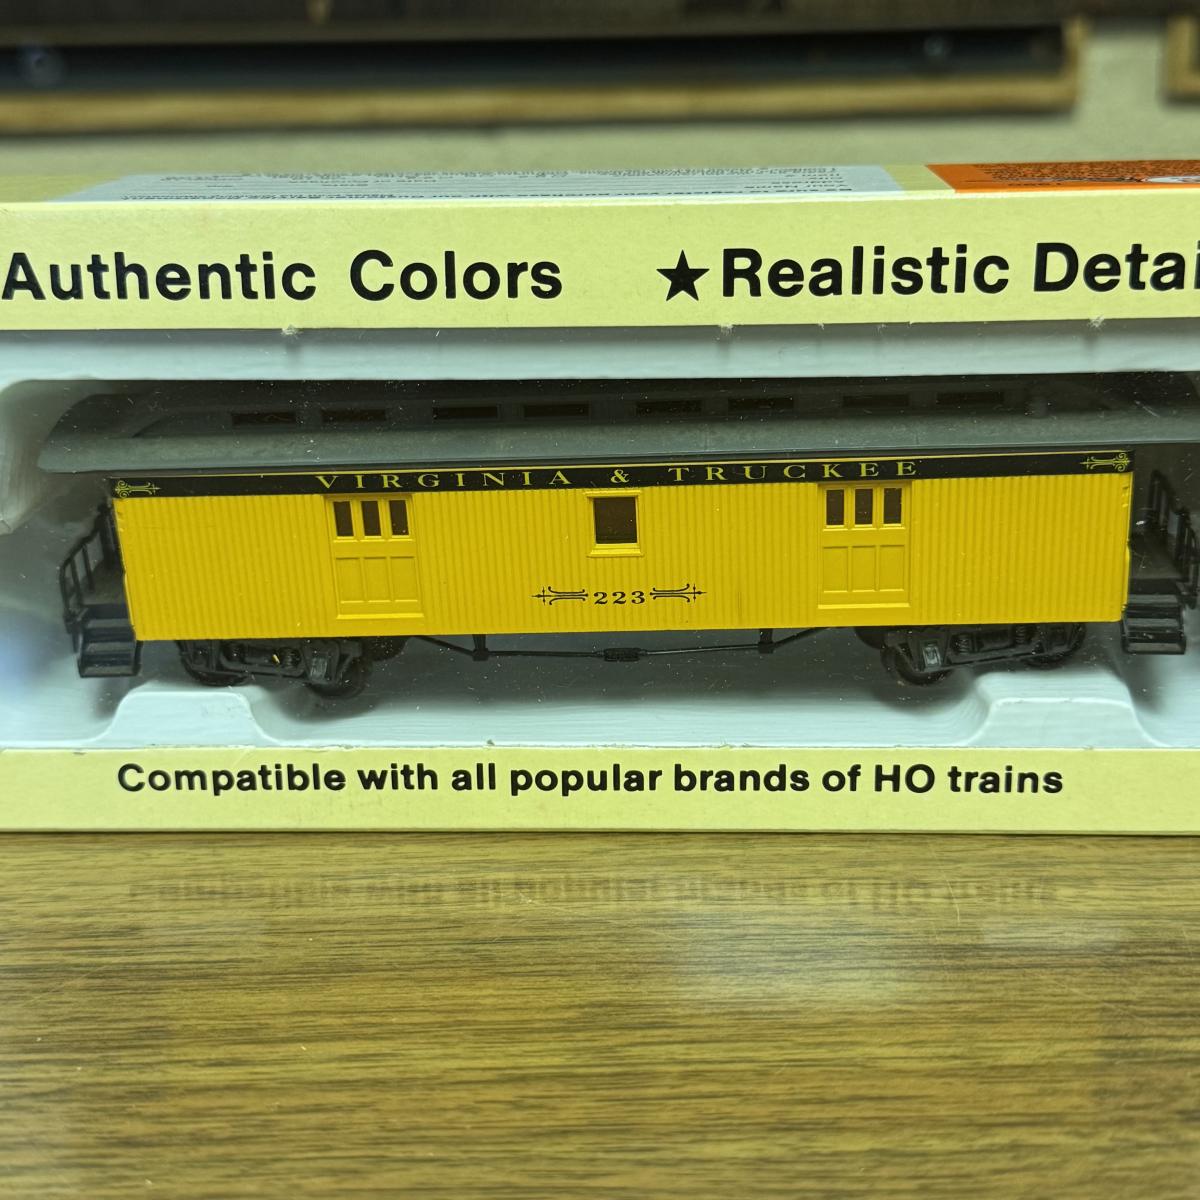 Authentic Colors ★Realistic Detai
VIRGINIA & TRUCKEE
223
Compatible with all popular brands of HO trains